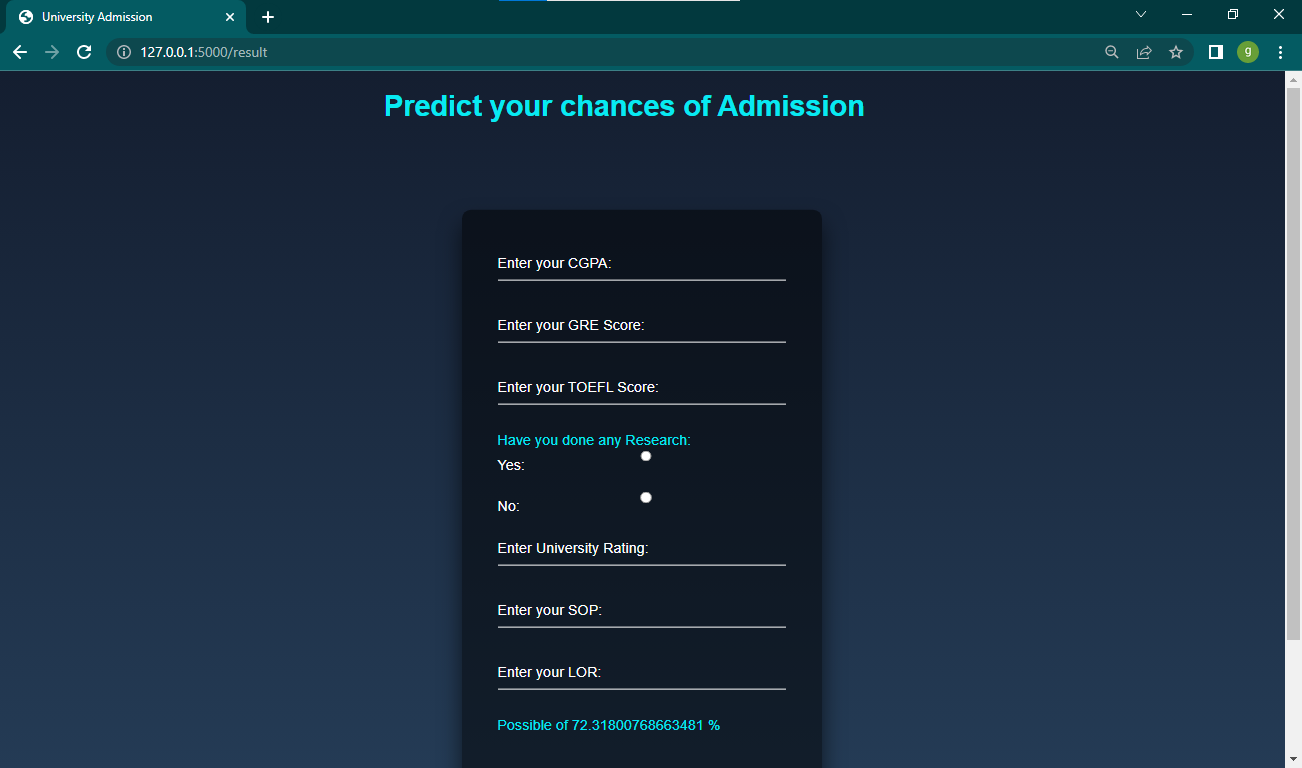 University Admission
127.0.0.1:5000/result
g
Predict your chances of Admission
Enter your CGPA:
Enter your GRE Score:
Enter your TOEFL Score:
Have you done any Research:
Yes:
No:
Enter University Rating:
Enter your SOP:
Enter your LOR:
Possible of 72.31800768663481 %